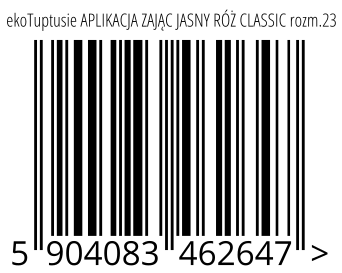 ekoTuptusie APLIKACJA ZAJĄC JASNY RÓŻ CLASSIC rozm.23
5 904083 462647 >